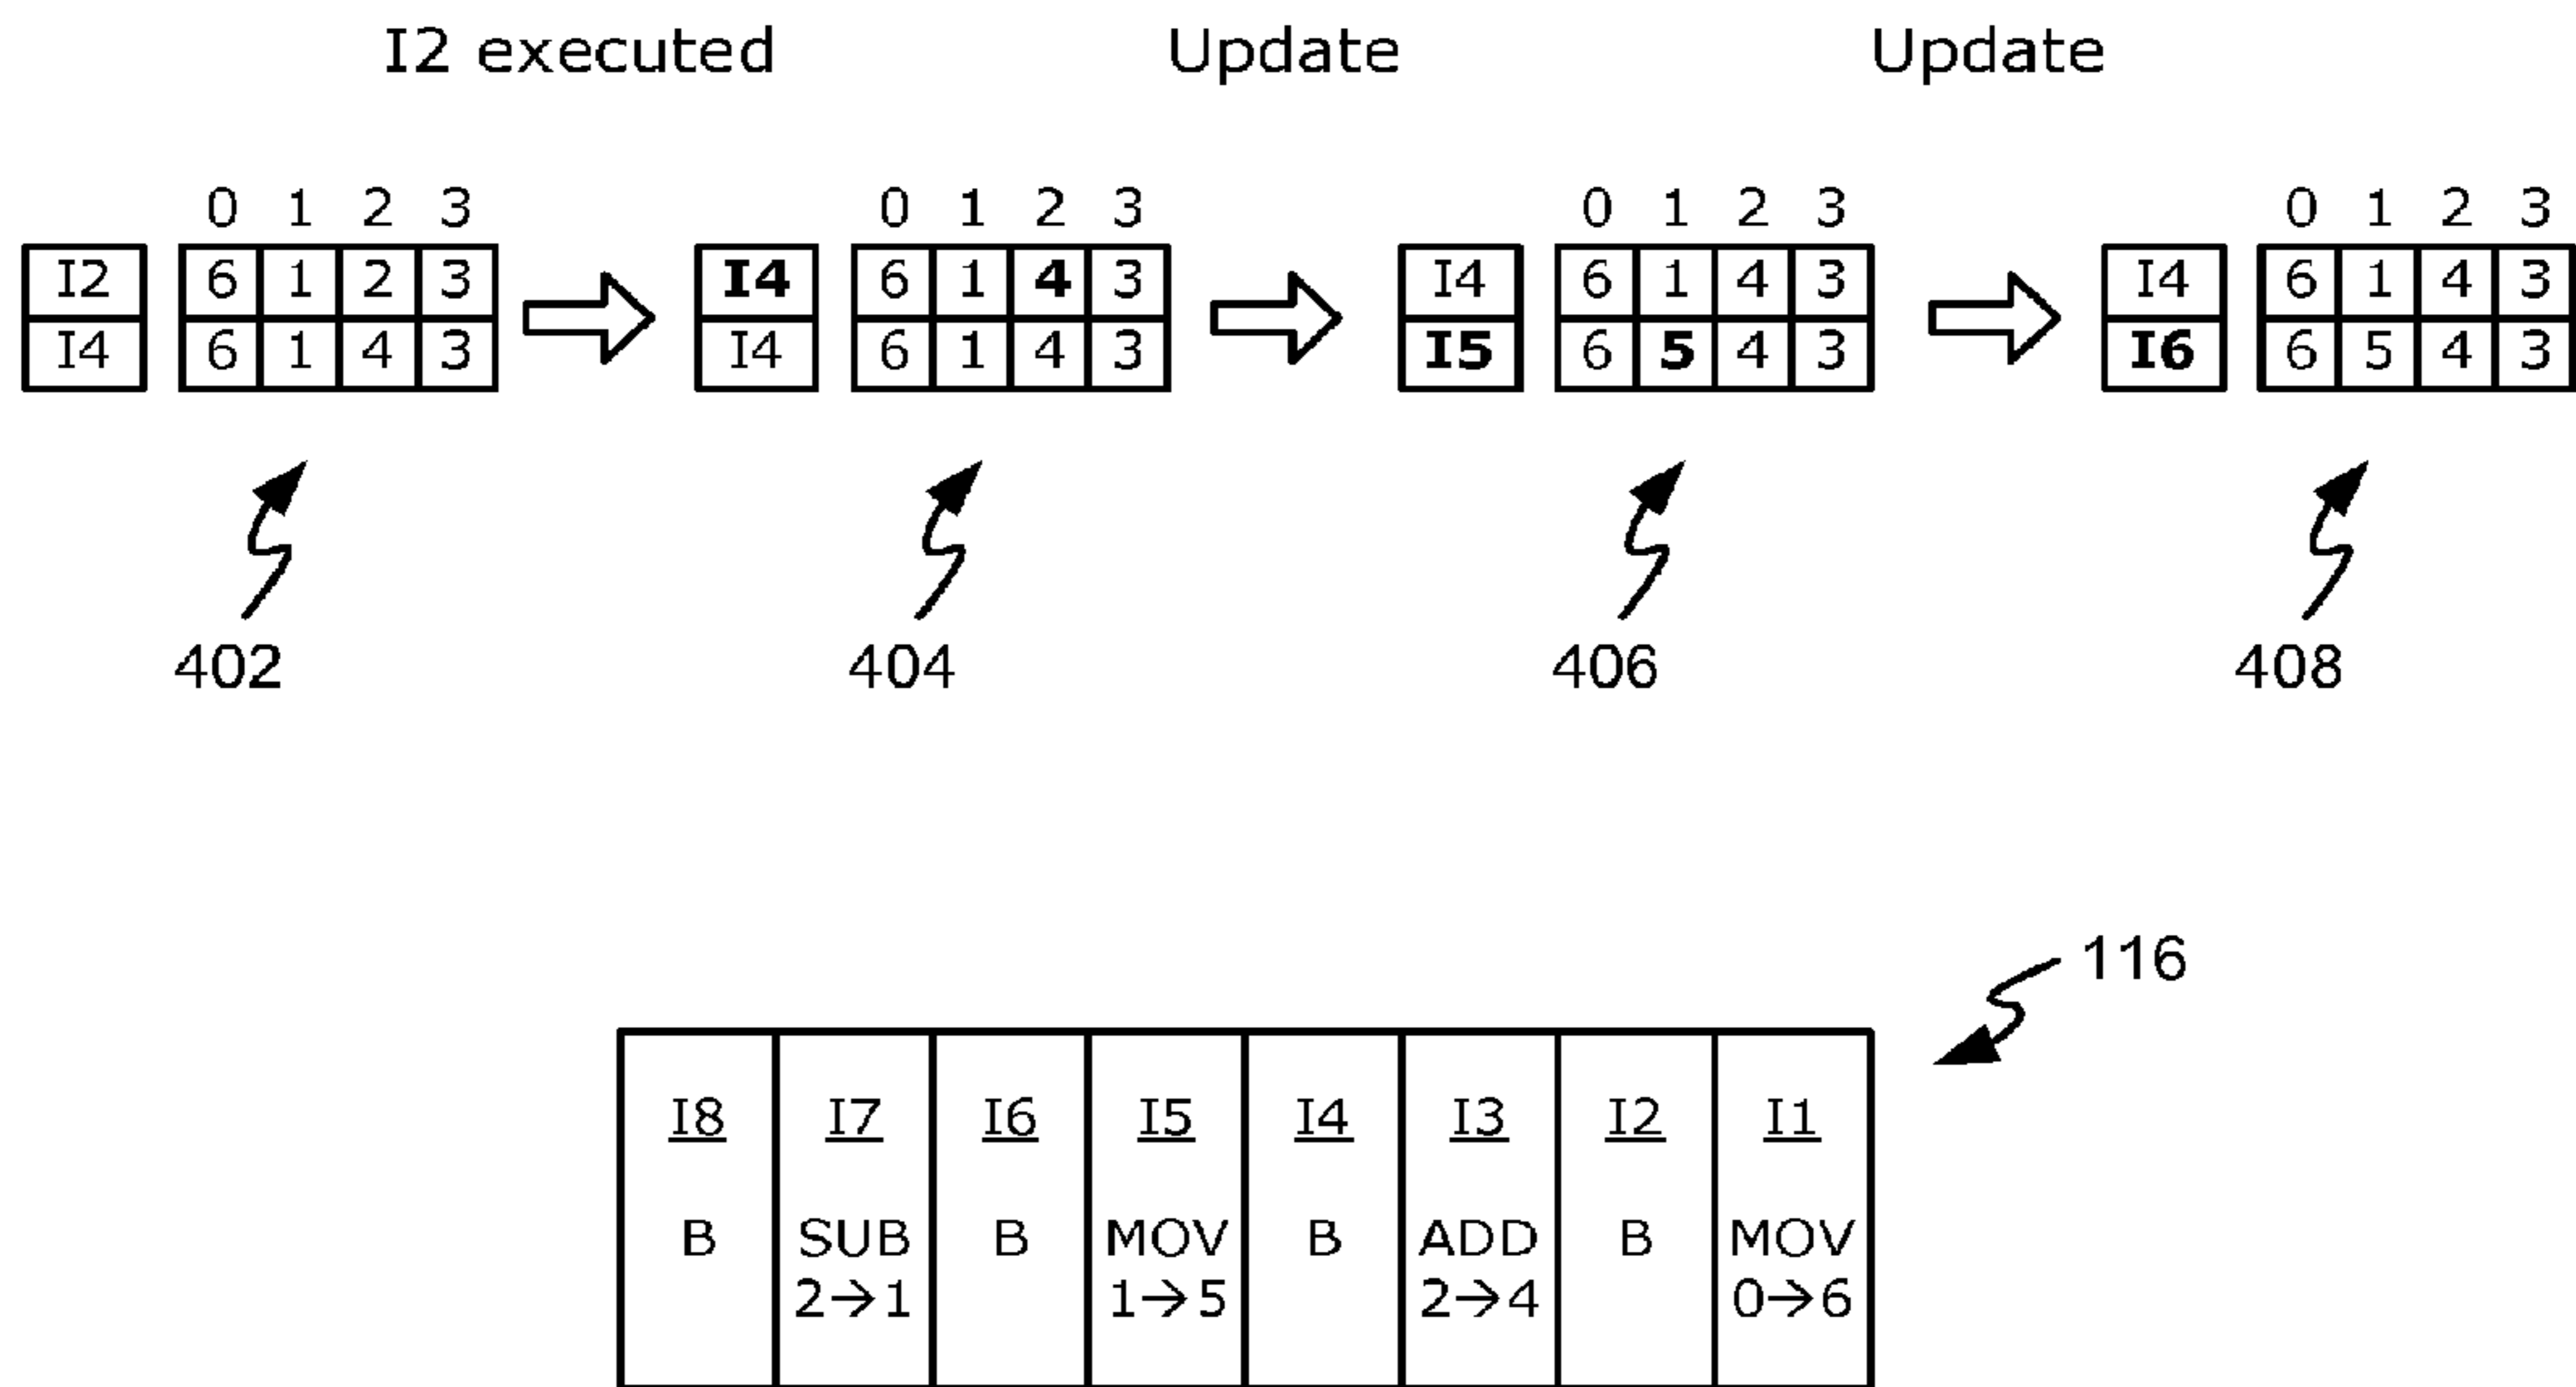 I2 executed Update Update
0 1 2 3 0 1 2 3 0 1 2 3 0 1 2 3
I2 6 1 2 3 I4 6 1 4 3 I4 6 1 4 3 I4 6 1 4 3
I4 6 1 4 3 I4 6 1 4 3 I5 6 5 4 3 I6 6 5 4 3
402 404 406 408
116
I8 I7 I6 I5 I4 I3 I2 I1
B SUB B MOV B ADD B MOV
2→1 1→5 2→4 0→6